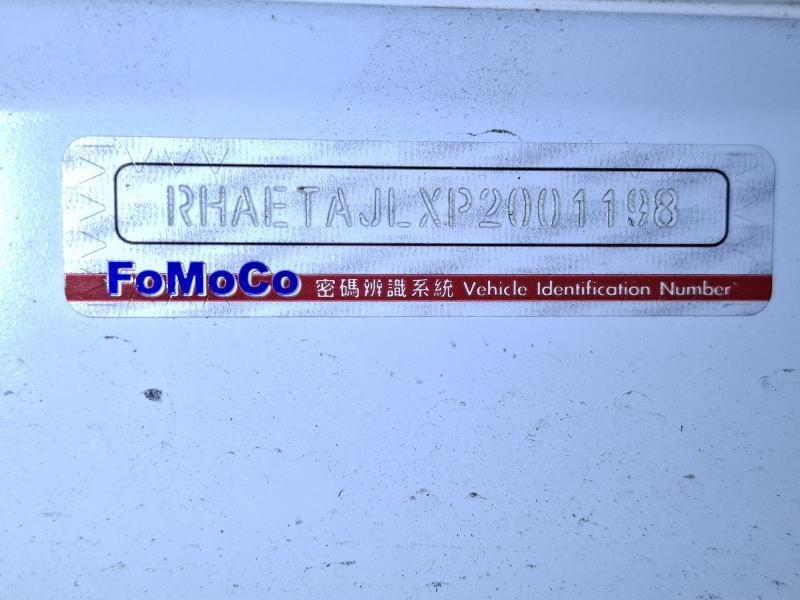 RHAETAJLXP2001198
FoMoCo 密碼辨識系統 Vehicle Identification Number